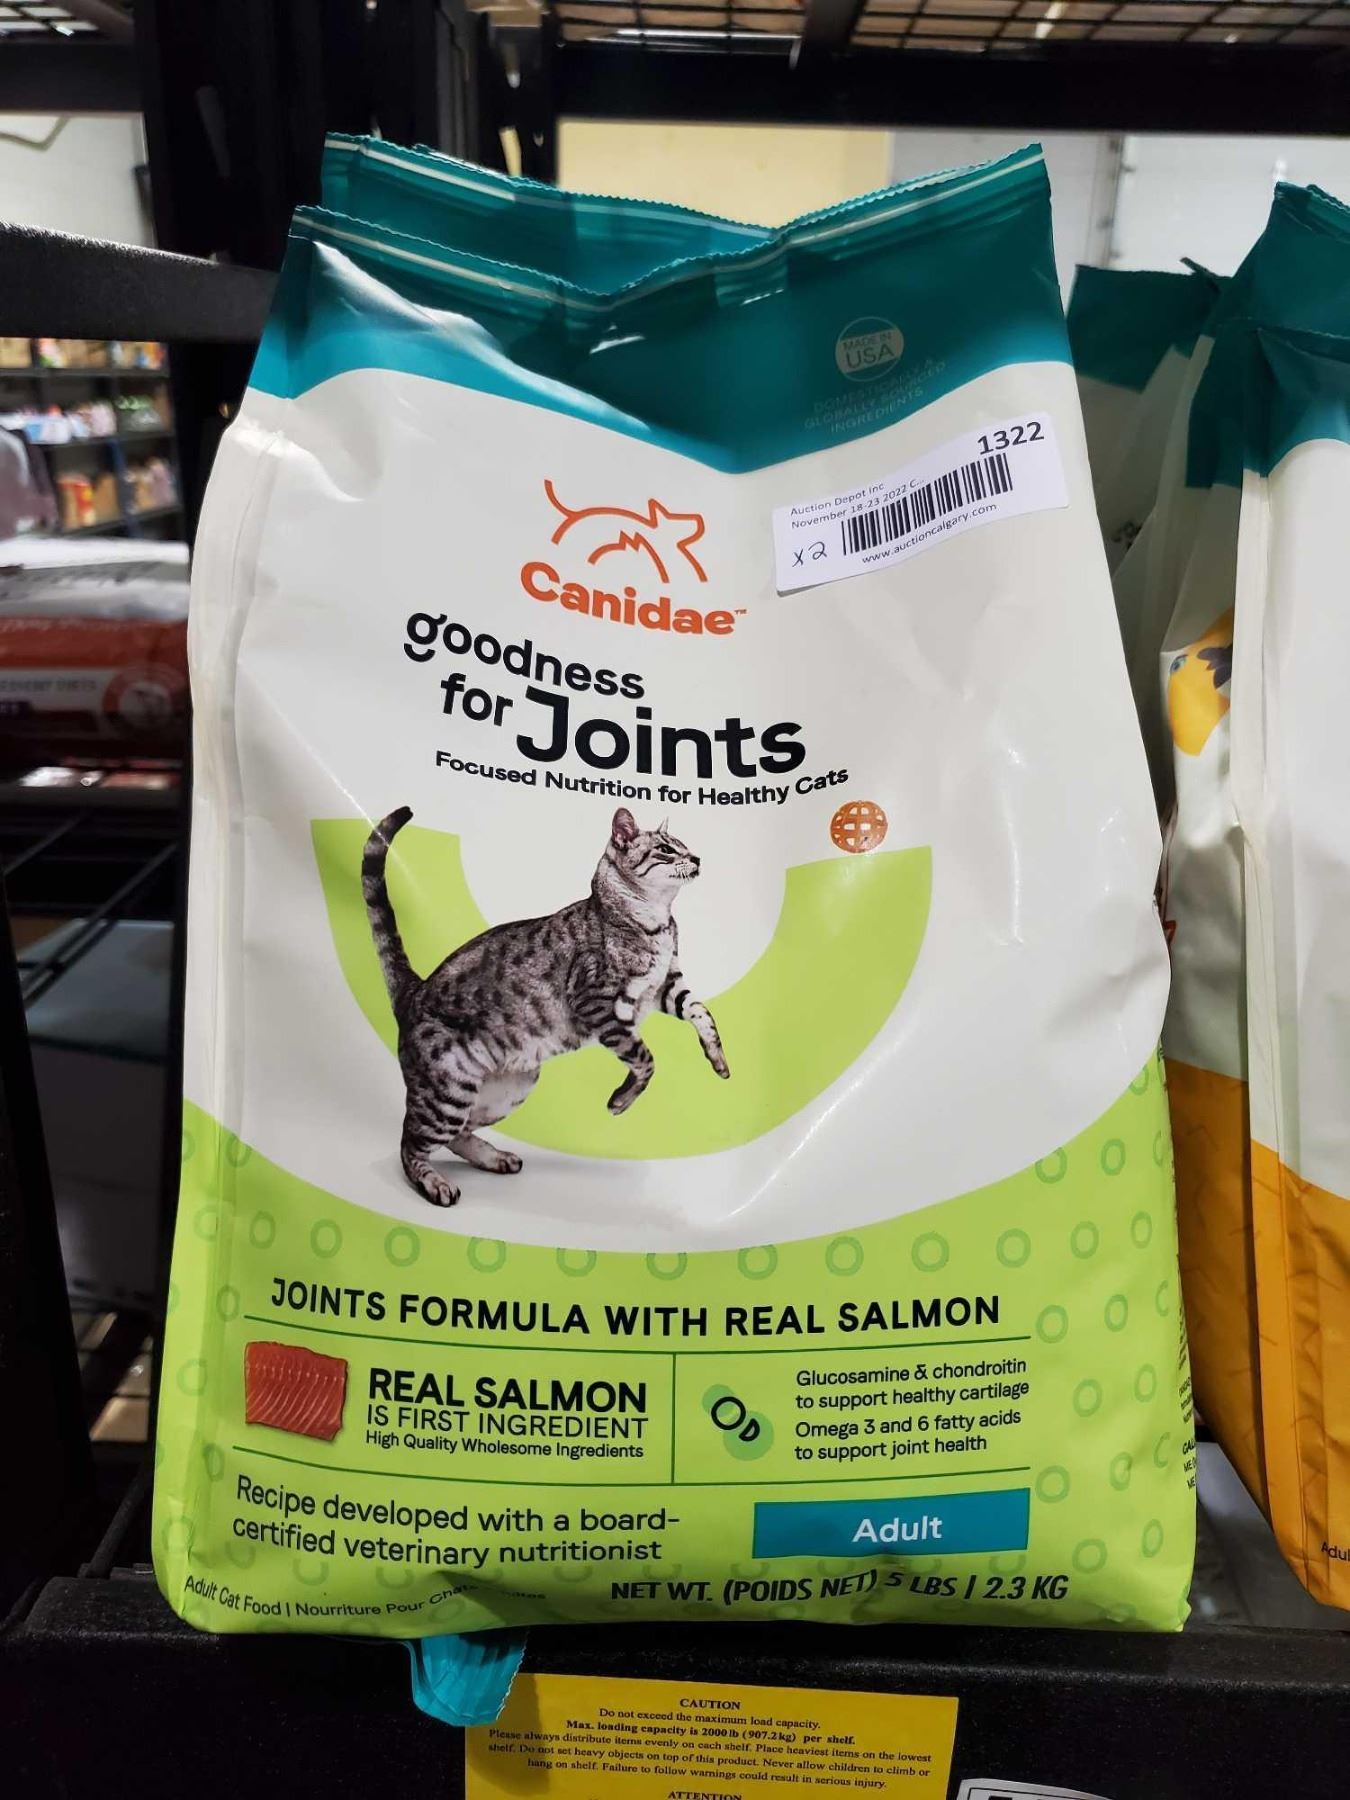 MADE IN
USA
DOMESTICALLY &
GLOBALLY SOURCED
INGREDIENTS
1322
Auction Depot Inc
November 18-23 2022 C...
x2
www.auctioncalgary.com
Canidae™
goodness
for Joints
Focused Nutrition for Healthy Cats
JOINTS FORMULA WITH REAL SALMON
REAL SALMON
IS FIRST INGREDIENT
High Quality Wholesome Ingredients
Glucosamine & chondroitin
to support healthy cartilage
Omega 3 and 6 fatty acids
to support joint health
Recipe developed with a board-
certified veterinary nutritionist
Adult
Adult Cat Food | Nourriture Pour
NET WT. (POIDS NET) 5 LBS | 2.3 KG
CAUTION
Do not exceed the maximum load capacity.
Max. loading capacity is 2000 lb (907.2kg) per shelf.
Please always distribute items evenly on each shelf. Place heaviest items on the lowest
shelf. Do not set heavy objects on top of this product. Never allow children to climb or
hang on shelf. Failure to follow warnings could result in serious injury.
ATTENTION